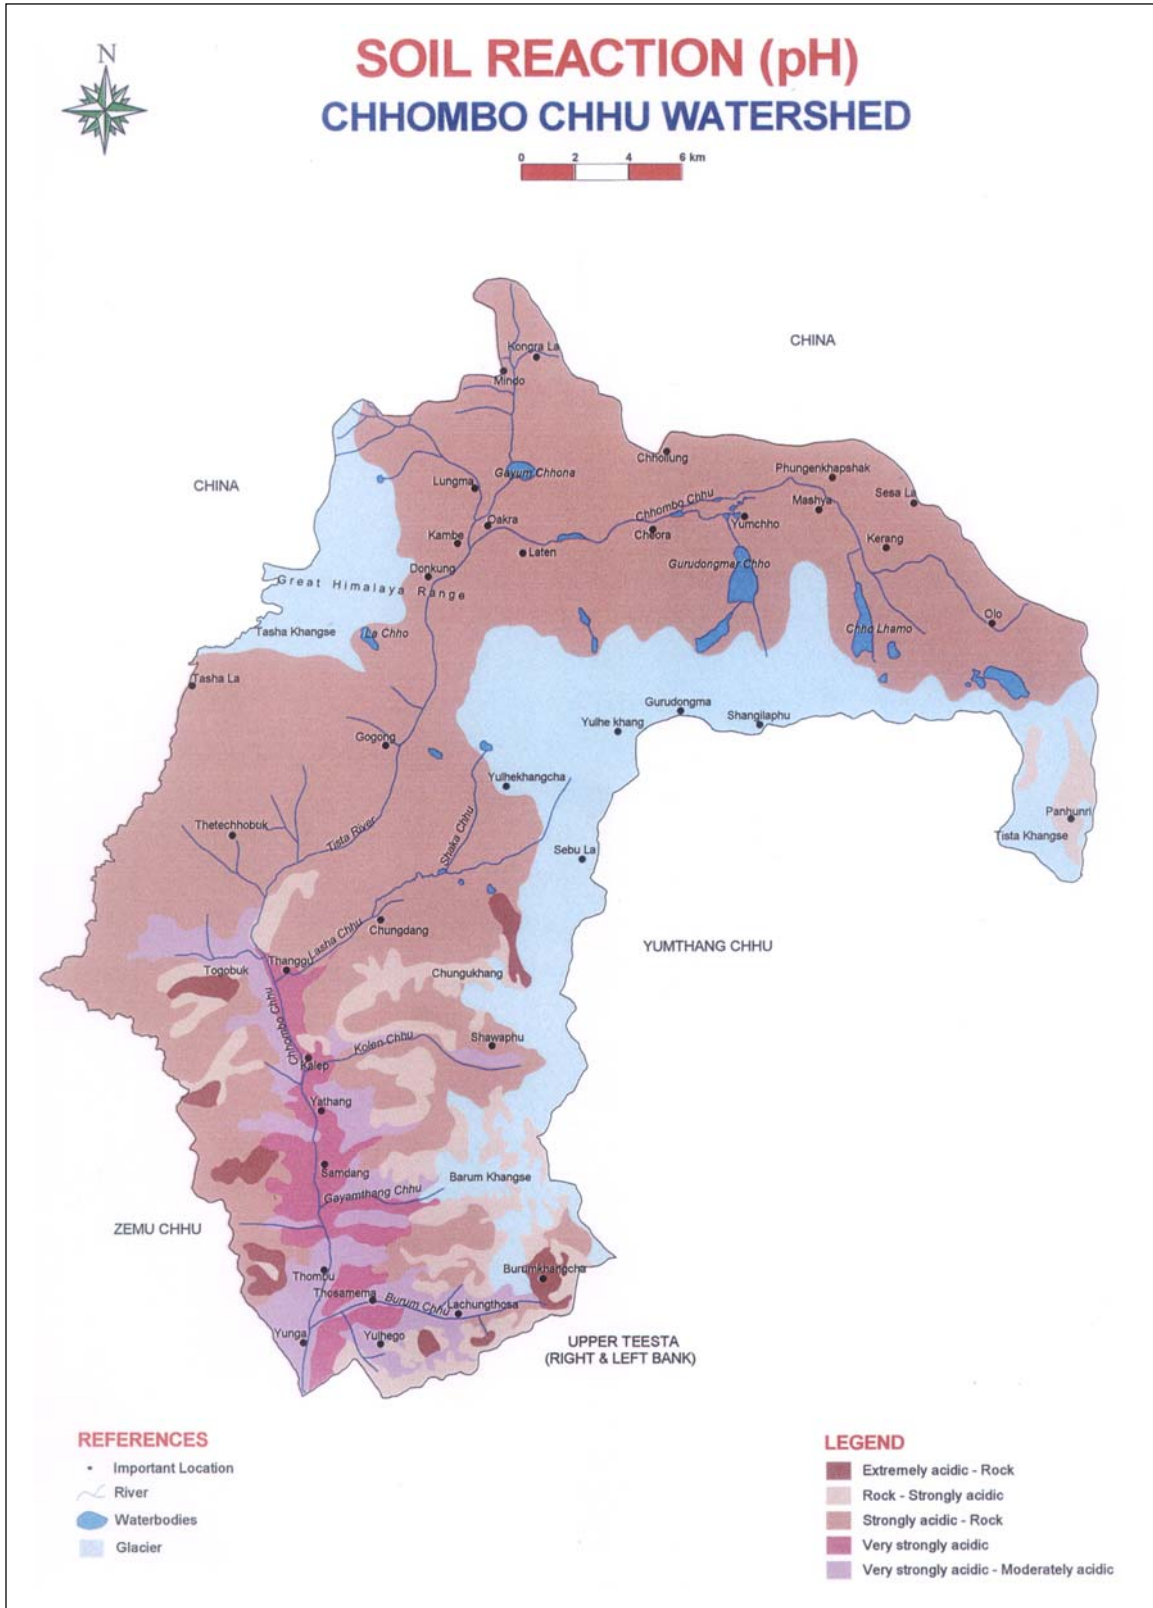 N
SOIL REACTION (pH)
CHHOMBO CHHU WATERSHED
0 2 4 6 km
CHINA
Kongra La
Mindo
Chhollung
Gayum Chhona
Phungenkhapshak
CHINA
Lungma
Sesa La
Chhombo Chhu
Mashya
Dakra
Yumchho
Kambe
Cheora
Kerang
Laten
Gurudongmer Chho
Donkung
Great Himalaya Range
Olo
Tasha Khangse
La Chho
Chho Lhamo
Tasha La
Gurudongma
Yulhe khang
Shangilaphu
Gogong
Yulhekhangcha
Panhunri
Thetechhobuk
Tista River
Shaka Chhu
Tista Khangse
Sebu La
Lasha Chhu
Chungdang
YUMTHANG CHHU
Thanggu
Togobuk
Chungukhang
Chhombo Chhu
Kolen Chhu
Shawaphu
Kalep
Yathang
Samdang
Barum Khangse
Gayamthang Chhu
ZEMU CHHU
Thombu
Burumkhangcha
Thosamema
Burum Chhu
Lachungthosa
Yunga
Yulhego
UPPER TEESTA
(RIGHT & LEFT BANK)
REFERENCES
Important Location
River
Waterbodies
Glacier
LEGEND
Extremely acidic - Rock
Rock - Strongly acidic
Strongly acidic - Rock
Very strongly acidic
Very strongly acidic - Moderately acidic